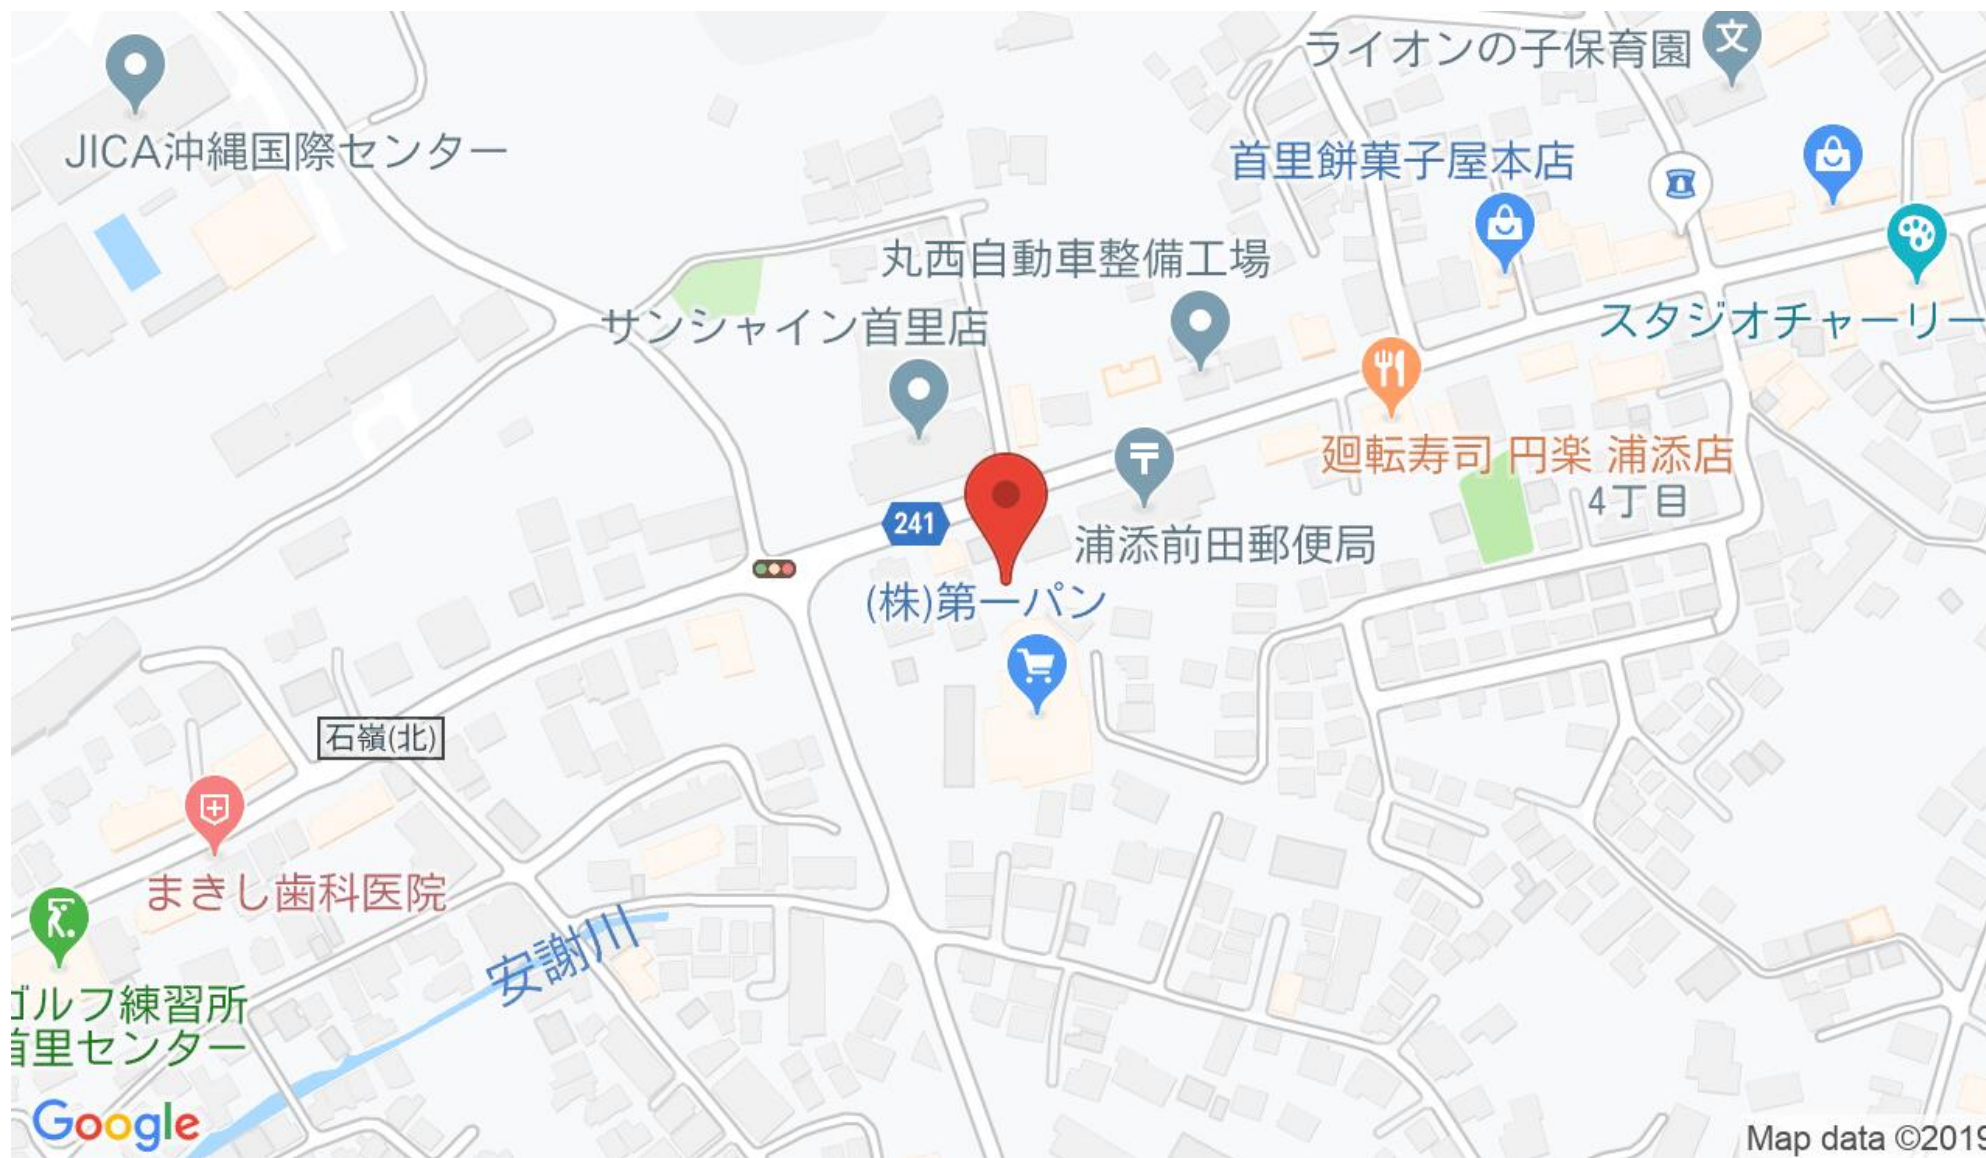 ライオンの子保育園
文
JICA沖縄国際センター
首里餅菓子屋本店
丸西自動車整備工場
サンシャイン首里店
スタジオチャーリー
廻転寿司 円楽 浦添店
4丁目
241
浦添前田郵便局
(株)第一パン
石嶺(北)
まきし歯科医院
安謝川
ゴルフ練習所
首里センター
Google
Map data ©2019